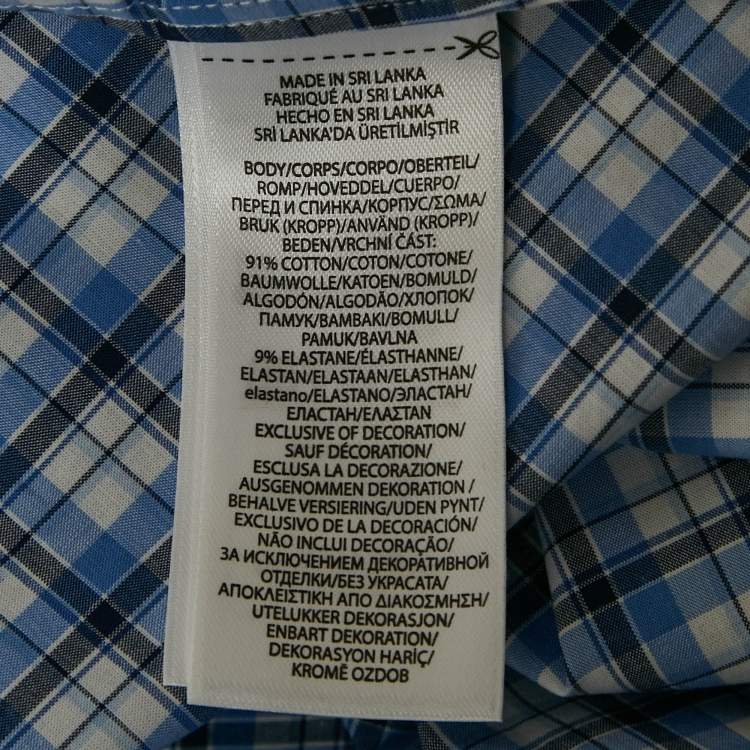 MADE IN SRI LANKA
FABRIQUÉ AU SRI LANKA
HECHO EN SRI LANKA
SRİ LANKA'DA ÜRETİLMİŞTİR
BODY/CORPS/CORPO/OBERTEIL/
ROMP/HOVEDDEL/CUERPO/
ПЕРЕД И СПИНКА/КОРПУС/ΣΩΜΑ/
BRUK (KROPP)/ANVÄND (KROPP)/
BEDEN/VRCHNÍ ČÁST:
91% COTTON/COTON/COTONE/
BAUMWOLLE/KATOEN/BOMULD/
ALGODÓN/ALGODÃO/ХЛОПОК/
ПАМУК/ΒΑΜΒΑΚΙ/BOMULL/
PAMUK/BAVLNA
9% ELASTANE/ÉLASTHANNE/
ELASTAN/ELASTAAN/ELASTHAN/
elastano/ELASTANO/ЭЛАСТАН/
ЕЛАСТАН/ΕΛΑΣΤΑΝ
EXCLUSIVE OF DECORATION/
SAUF DÉCORATION/
ESCLUSA LA DECORAZIONE/
AUSGENOMMEN DEKORATION /
BEHALVE VERSIERING/UDEN PYNT/
EXCLUSIVO DE LA DECORACIÓN/
NÃO INCLUI DECORAÇÃO/
ЗА ИСКЛЮЧЕНИЕМ ДЕКОРАТИВНОЙ
ОТДЕЛКИ/БЕЗ УКРАСАТА/
ΑΠΟΚΛΕΙΣΤΙΚΗ ΑΠΟ ΔΙΑΚΟΣΜΗΣΗ/
UTELUKKER DEKORASJON/
ENBART DEKORATION/
DEKORASYON HARİÇ/
KROMĚ OZDOB